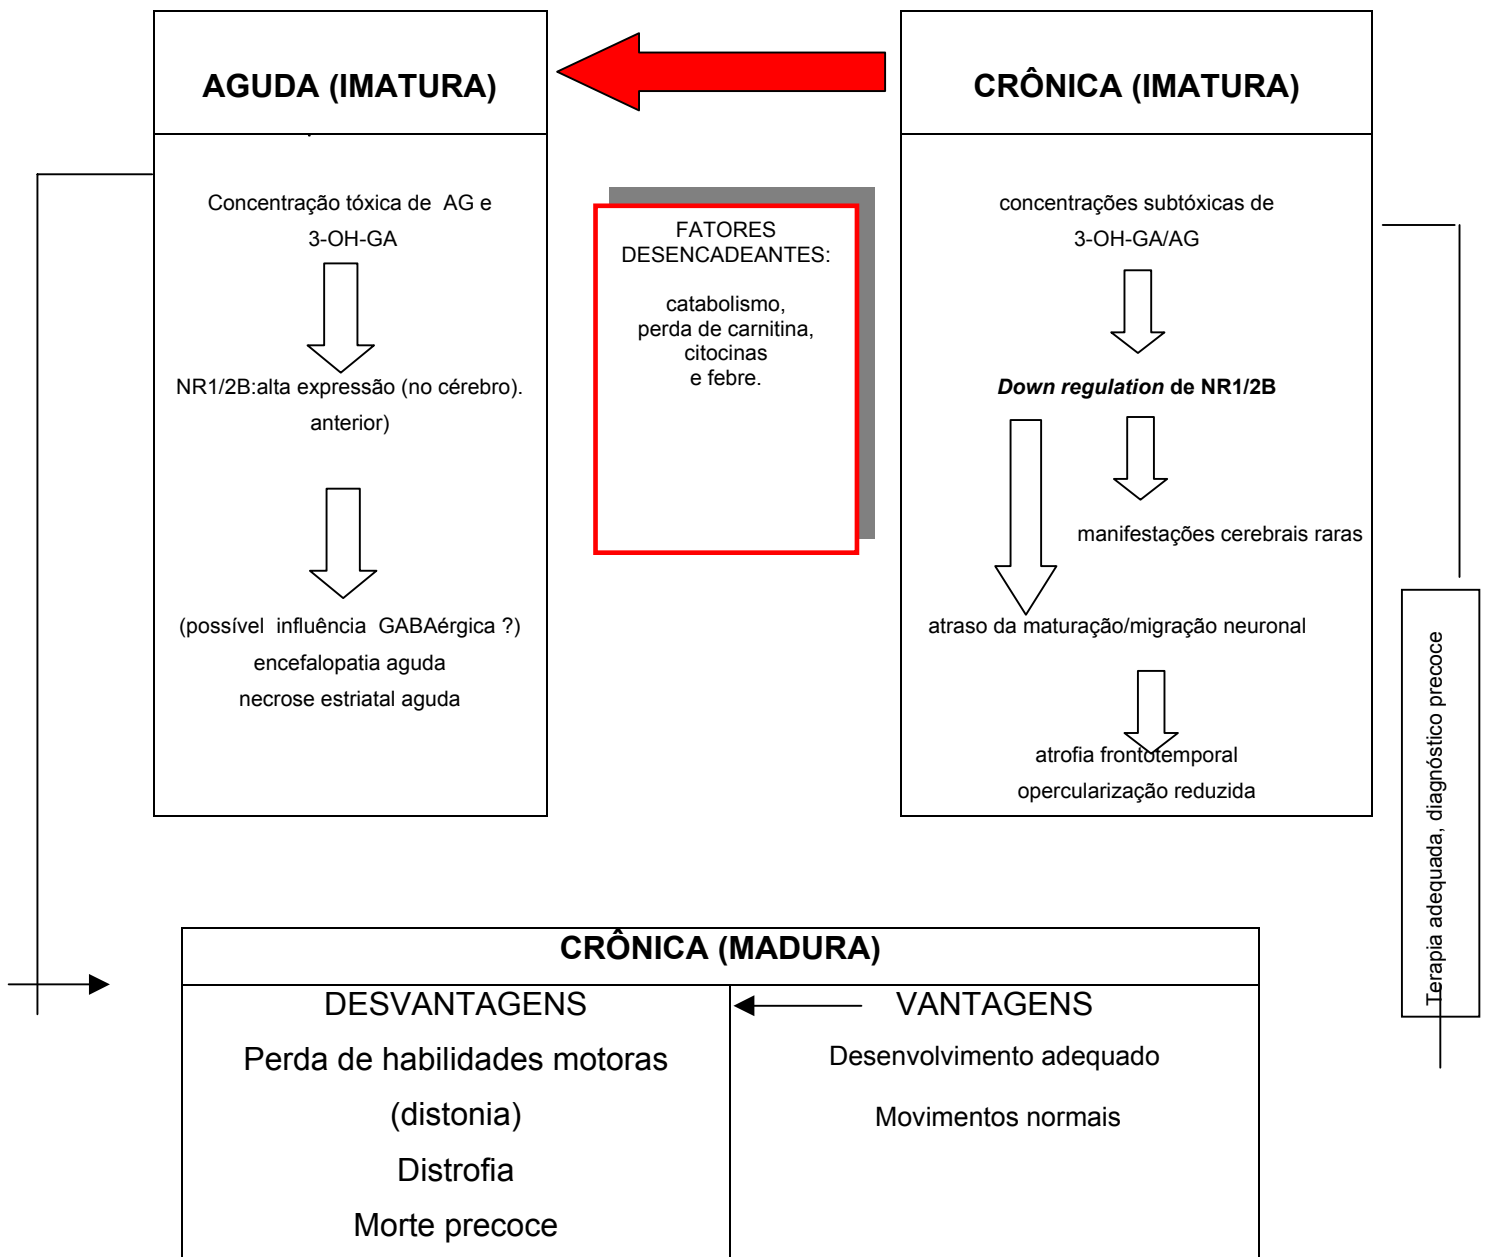 AGUDA (IMATURA)
Concentração tóxica de AG e
3-OH-GA
NR1/2B:alta expressão (no cérebro).
anterior)
(possível influência GABAérgica ?)
encefalopatia aguda
necrose estriatal aguda
FATORES
DESENCADEANTES:
catabolismo,
perda de carnitina,
citocinas
e febre.
CRÔNICA (IMATURA)
concentrações subtóxicas de
3-OH-GA/AG
Down regulation de NR1/2B
manifestações cerebrais raras
atraso da maturação/migração neuronal
atrofia frontotemporal
opercularização reduzida
Terapia adequada, diagnóstico precoce
CRÔNICA (MADURA)
DESVANTAGENS
Perda de habilidades motoras
(distonia)
Distrofia
Morte precoce
VANTAGENS
Desenvolvimento adequado
Movimentos normais